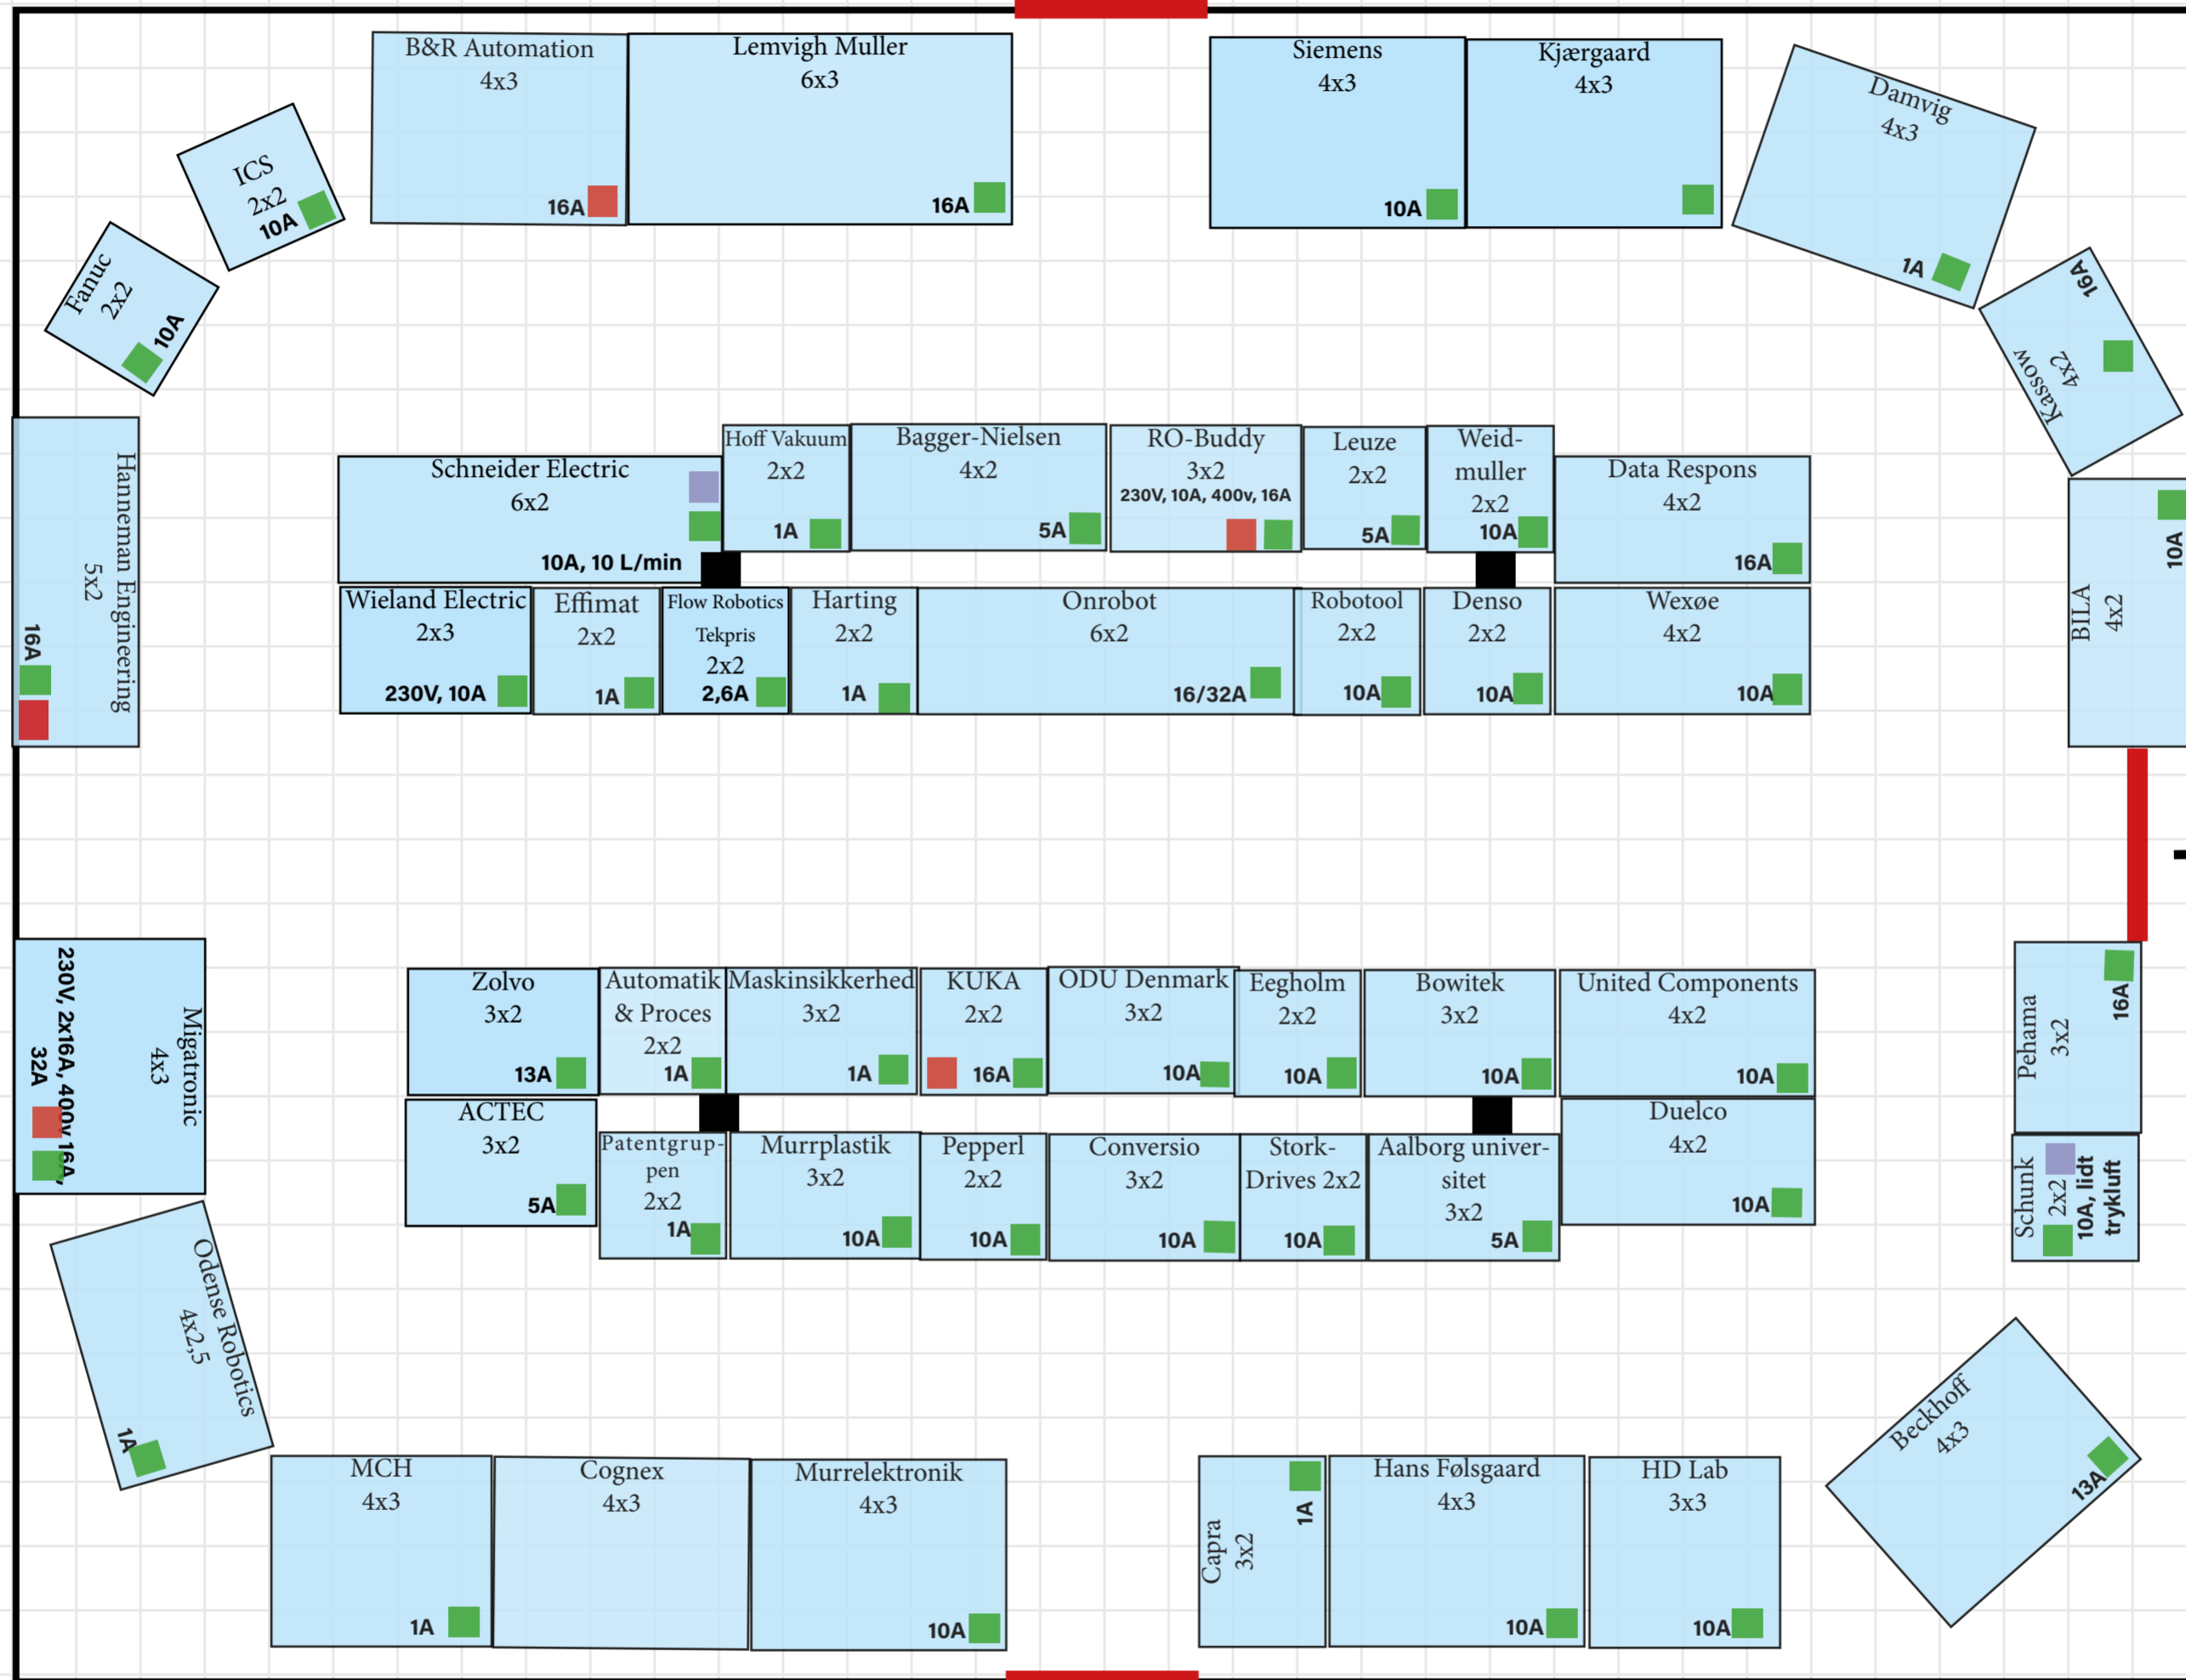 B&R Automation
4x3
16A
Lemvigh Muller
6x3
16A
Siemens
4x3
10A
Kjærgaard
4x3
Damvig
4x3
1A
ICS
2x2
10A
Fanuc
2x2
10A
Kassow
4x2
16A
Hanneman Engineering
5x2
16A
Schneider Electric
6x2
10A, 10 L/min
Hoff Vakuum
2x2
1A
Bagger-Nielsen
4x2
5A
RO-Buddy
3x2
230V, 10A, 400v, 16A
Leuze
2x2
5A
Weid-
muller
2x2
10A
Data Respons
4x2
16A
BILA
4x2
10A
Wieland Electric
2x3
230V, 10A
Effimat
2x2
1A
Flow Robotics
Tekpris
2x2
2,6A
Harting
2x2
1A
Onrobot
6x2
16/32A
Robotool
2x2
10A
Denso
2x2
10A
Wexøe
4x2
10A
Migatronic
4x3
230V, 2x16A, 400v 16A,
32A
Zolvo
3x2
13A
Automatik
& Proces
2x2
1A
Maskinsikkerhed
3x2
1A
KUKA
2x2
16A
ODU Denmark
3x2
10A
Eegholm
2x2
10A
Bowitek
3x2
10A
United Components
4x2
10A
Pehama
3x2
16A
ACTEC
3x2
5A
Patentgrup-
pen
2x2
1A
Murrplastik
3x2
10A
Pepperl
2x2
10A
Conversio
3x2
10A
Stork-
Drives 2x2
10A
Aalborg univer-
sitet
3x2
5A
Duelco
4x2
10A
Schunk
2x2
10A, lidt
trykluft
Odense Robotics
4x2,5
1A
MCH
4x3
1A
Cognex
4x3
Murrelektronik
4x3
10A
Capra
3x2
1A
Hans Følsgaard
4x3
10A
HD Lab
3x3
10A
Beckhoff
4x3
13A